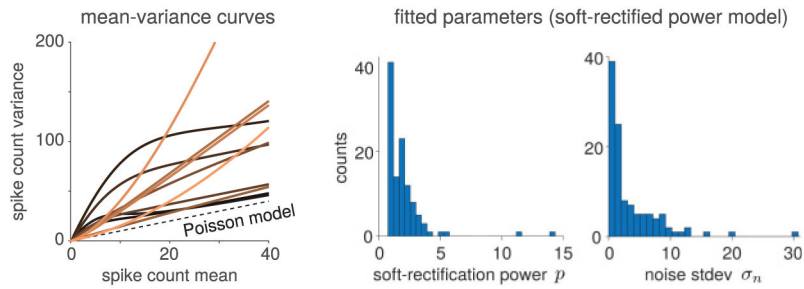 mean-variance curves
200
100
0
0
20
40
spike count variance
spike count mean
Poisson model
fitted parameters (soft-rectified power model)
40
20
0
0
5
10
15
counts
soft-rectification power p
40
20
0
0
10
20
30
noise stdev σn